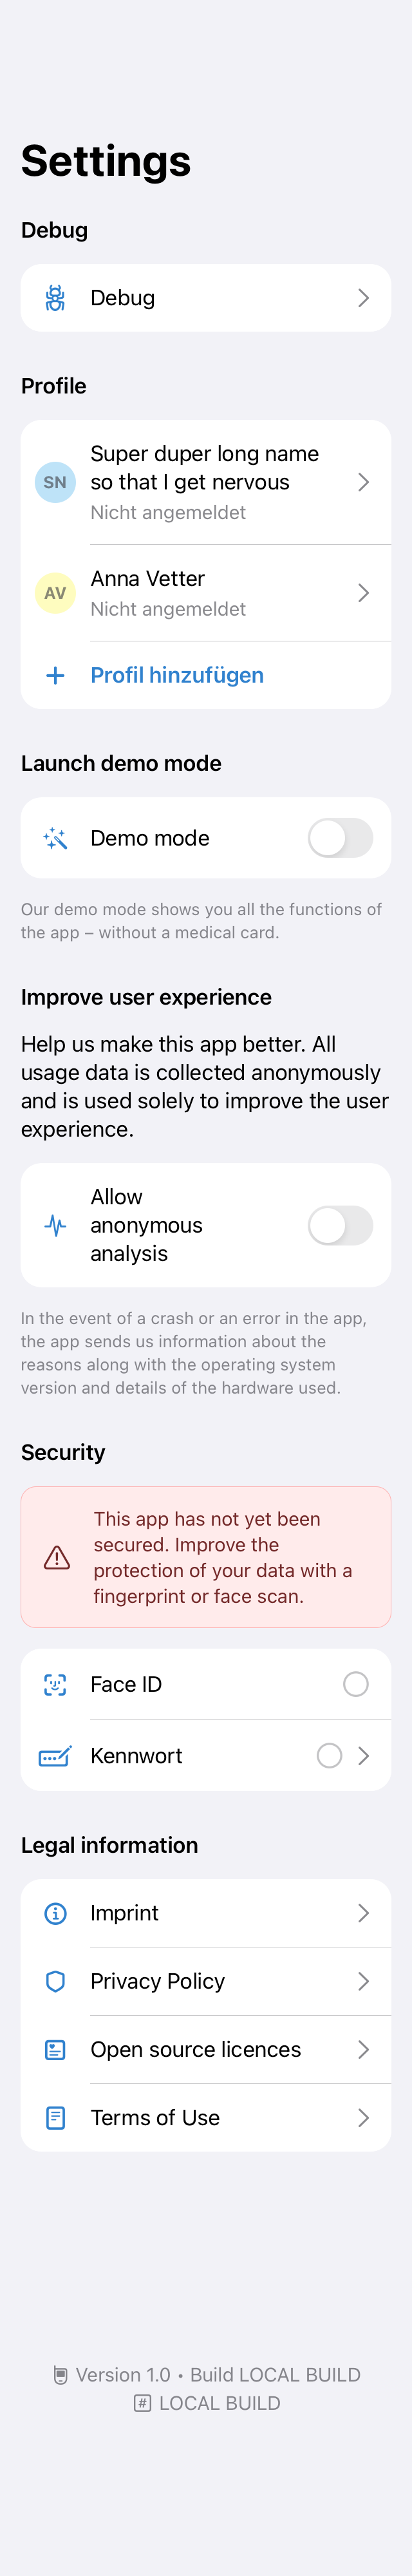 Settings
Debug
Debug
Profile
SN
Super duper long name
so that I get nervous
Nicht angemeldet
AV
Anna Vetter
Nicht angemeldet
Profil hinzufügen
Launch demo mode
Demo mode
Our demo mode shows you all the functions of
the app – without a medical card.
Improve user experience
Help us make this app better. All
usage data is collected anonymously
and is used solely to improve the user
experience.
Allow
anonymous
analysis
In the event of a crash or an error in the app,
the app sends us information about the
reasons along with the operating system
version and details of the hardware used.
Security
This app has not yet been
secured. Improve the
protection of your data with a
fingerprint or face scan.
Face ID
Kennwort
Legal information
Imprint
Privacy Policy
Open source licences
Terms of Use
Version 1.0 • Build LOCAL BUILD
# LOCAL BUILD